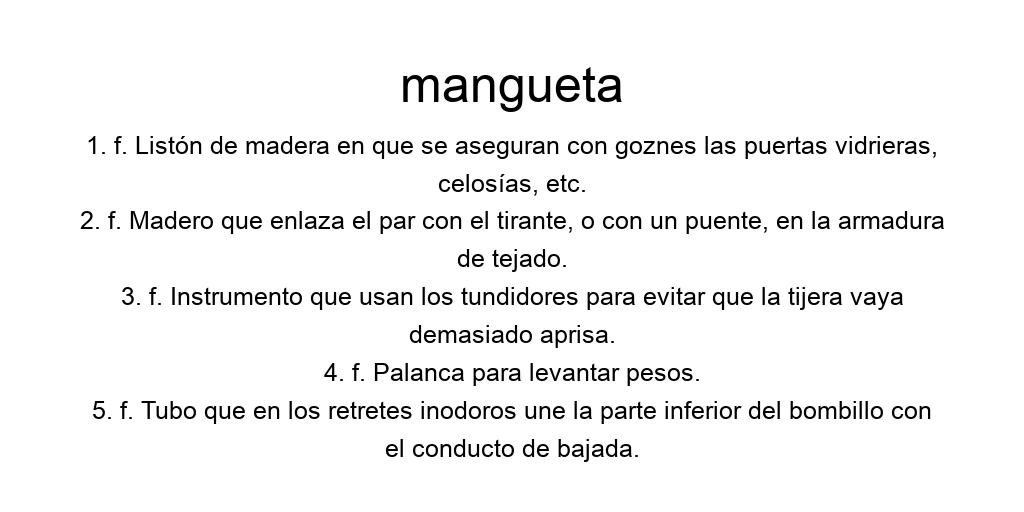 mangueta
1. f. Listón de madera en que se aseguran con goznes las puertas vidrieras,
celosías, etc.
2. f. Madero que enlaza el par con el tirante, o con un puente, en la armadura
de tejado.
3. f. Instrumento que usan los tundidores para evitar que la tijera vaya
demasiado aprisa.
4. f. Palanca para levantar pesos.
5. f. Tubo que en los retretes inodoros une la parte inferior del bombillo con
el conducto de bajada.